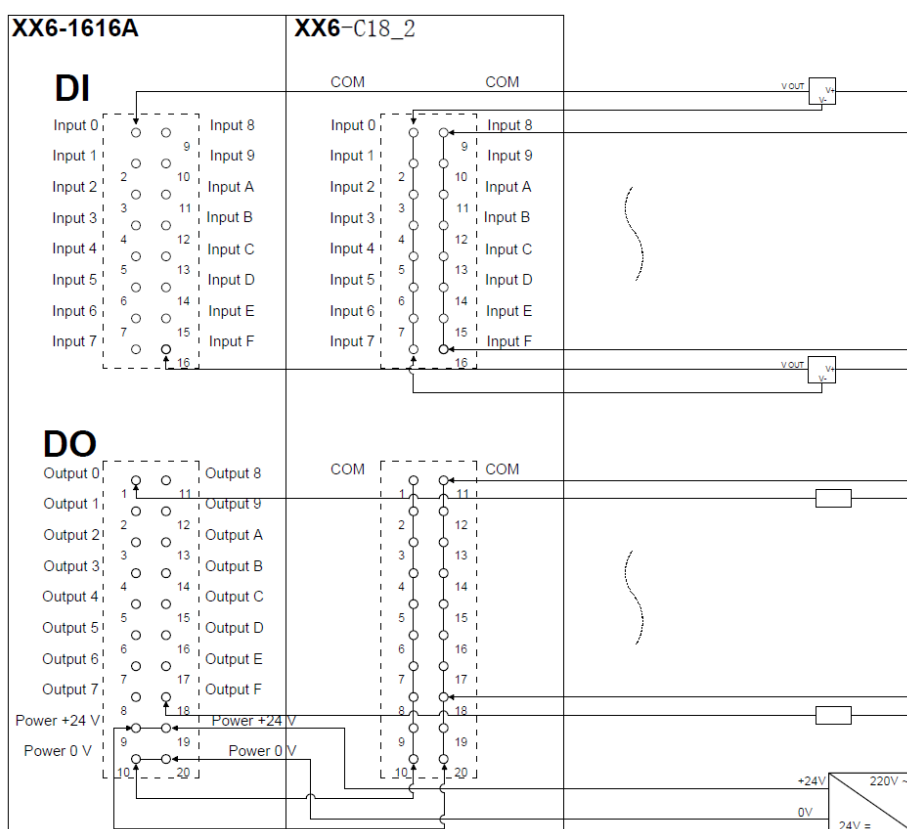 XX6-1616A XX6-C18_2
DI COM COM V OUT V+
V-
Input 0 Input 8 Input 0 Input 8
9 9
Input 1 Input 9 Input 1 Input 9
2 10 2 10
Input 2 Input A Input 2 Input A
3 11 3 11
Input 3 Input B Input 3 Input B
4 12 4 12
Input 4 Input C Input 4 Input C
5 13 5 13
Input 5 Input D Input 5 Input D
6 14 6 14
Input 6 Input E Input 6 Input E
7 15 7 15
Input 7 Input F Input 7 Input F
16 16 V OUT V+
V-
DO
Output 0 Output 8 COM COM
1 11 1 11
Output 1 Output 9
2 12 2 12
Output 2 Output A
3 13 3 13
Output 3 Output B
4 14 4 14
Output 4 Output C
5 15 5 15
Output 5 Output D
6 16 6 16
Output 6 Output E
7 17 7 17
Output 7 Output F
8 18 8 18
Power +24 V Power +24 V
9 19 9 19
Power 0 V Power 0 V
10 20 10 20
+24V 220V ~
0V
24V =